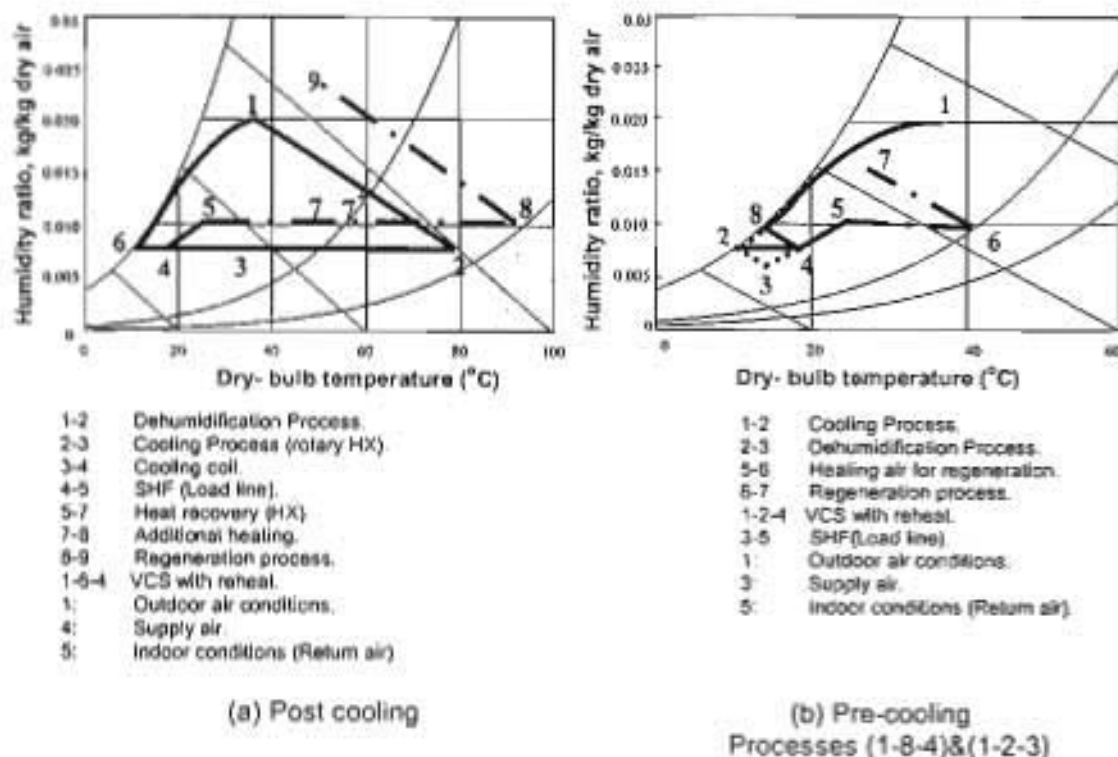 Humidity ratio, kg/kg dry air
0.020
0.015
0.010
0.005
0
1
2
3
4
5
6
7
7
8
9
0
20
40
60
80
100
Dry- bulb temperature (°C)
1-2 Dehumidification Process.
2-3 Cooling Process (rotary HX).
3-4 Cooling coil.
4-5 SHF (Load line).
5-7 Heat recovery (HX)
7-8 Additional heating.
8-9 Regeneration process.
1-6-4 VCS with reheat.
1: Outdoor air conditions.
4: Supply air.
5: Indoor conditions (Return air)
(a) Post cooling
Humidity ratio, kg/kg dry air
0.03
0.025
0.020
0.015
0.010
0.005
0
1
2
3
4
5
6
7
8
0
20
40
60
Dry- bulb temperature (°C)
1-2 Cooling Process.
2-3 Dehumidification Process.
5-6 Heating air for regeneration.
6-7 Regeneration process.
1-2-4 VCS with reheat.
3-5 SHF(Load line).
1: Outdoor air conditions.
3: Supply air.
5: Indoor conditions (Return air).
(b) Pre-cooling
Processes (1-8-4)&(1-2-3)